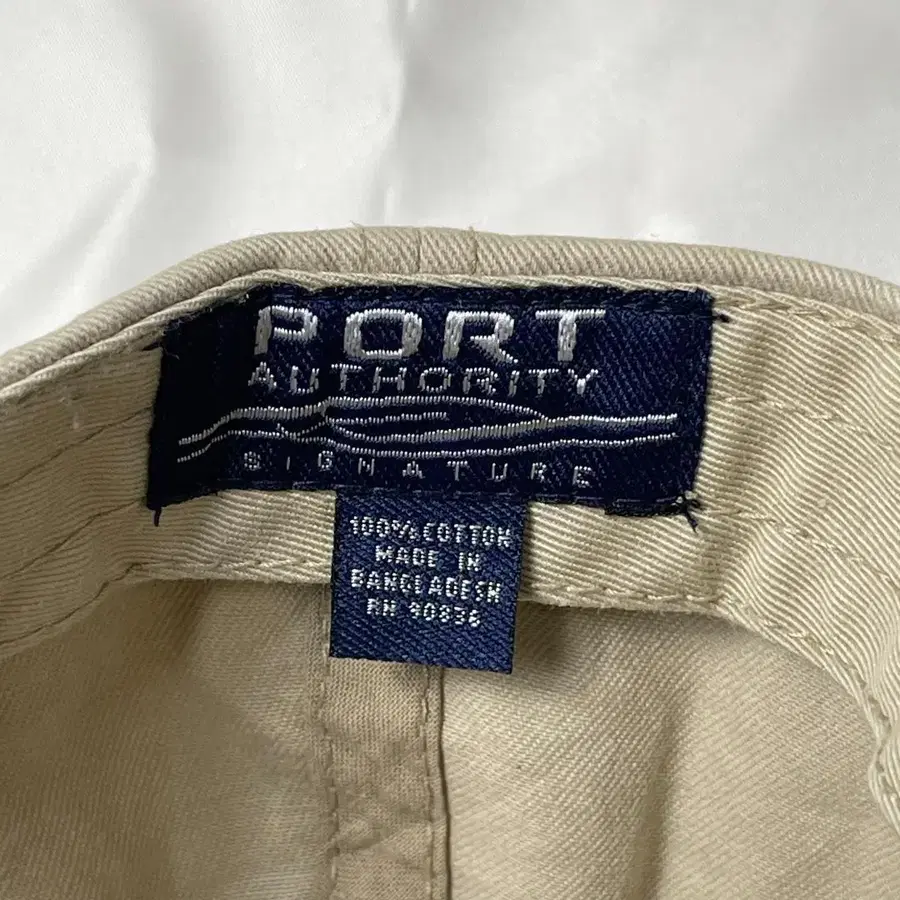 PORT
AUTHORITY
SIGNATURE
100% COTTON
MADE IN
BANGLADESH
RN 90836